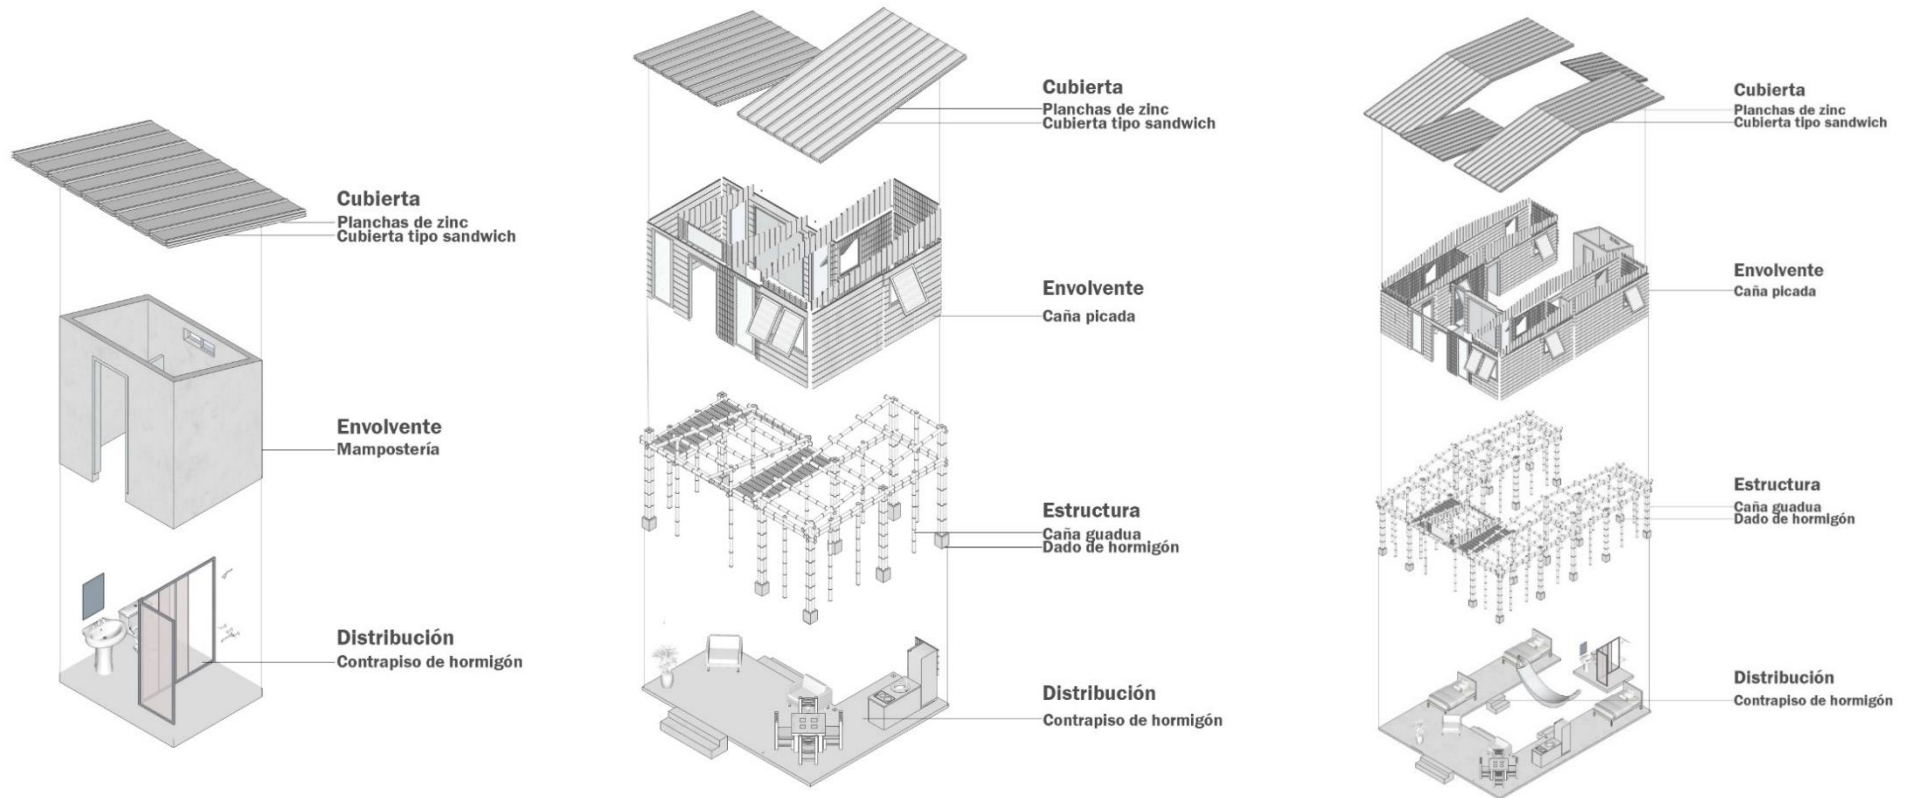 Cubierta
Planchas de zinc
Cubierta tipo sandwich
Envolvente
Mampostería
Distribución
Contrapiso de hormigón
Cubierta
Planchas de zinc
Cubierta tipo sandwich
Envolvente
Caña picada
Estructura
Caña guadua
Dado de hormigón
Distribución
Contrapiso de hormigón
Cubierta
Planchas de zinc
Cubierta tipo sandwich
Envolvente
Caña picada
Estructura
Caña guadua
Dado de hormigón
Distribución
Contrapiso de hormigón